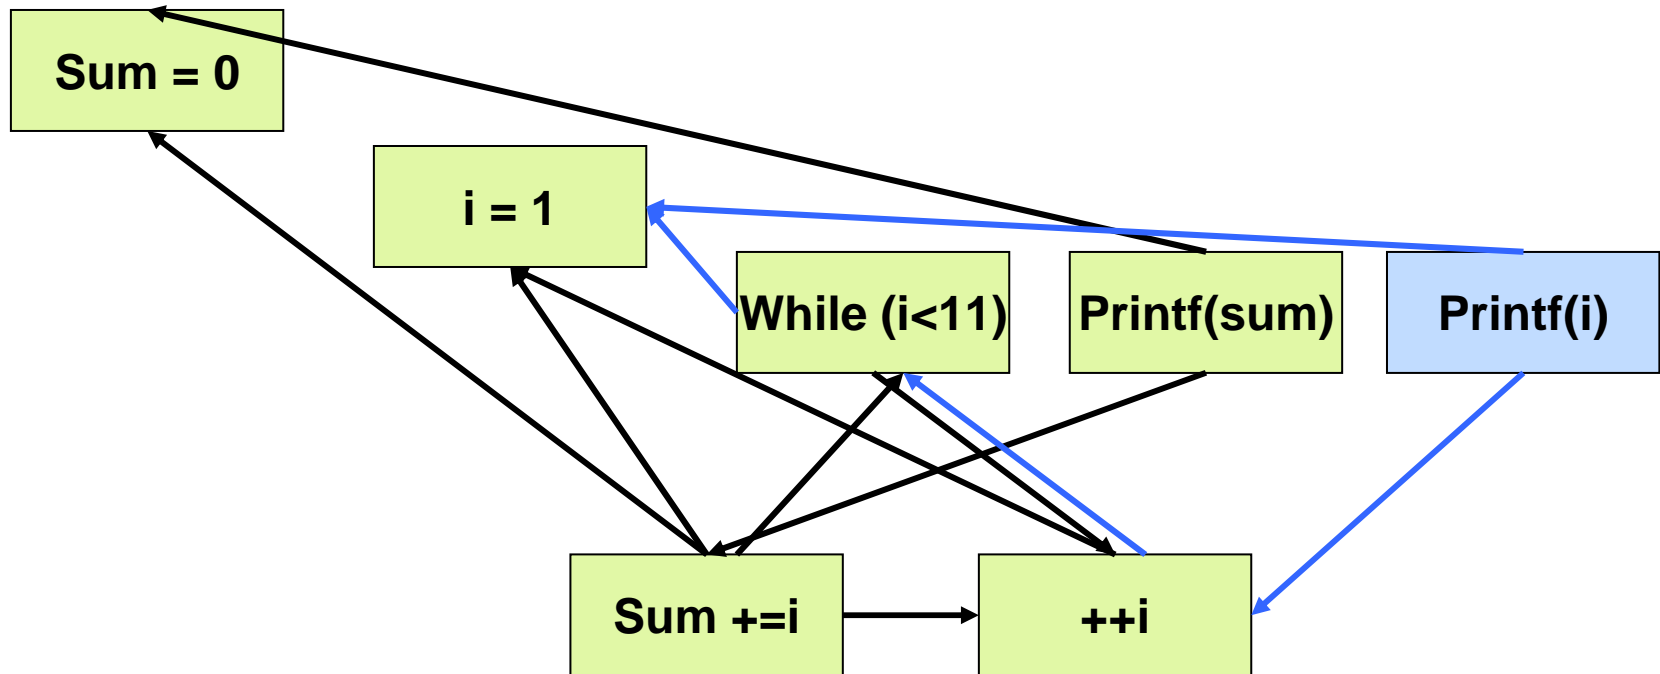 Sum = 0
i = 1
While (i<11)
Printf(sum)
Printf(i)
Sum +=i
++i